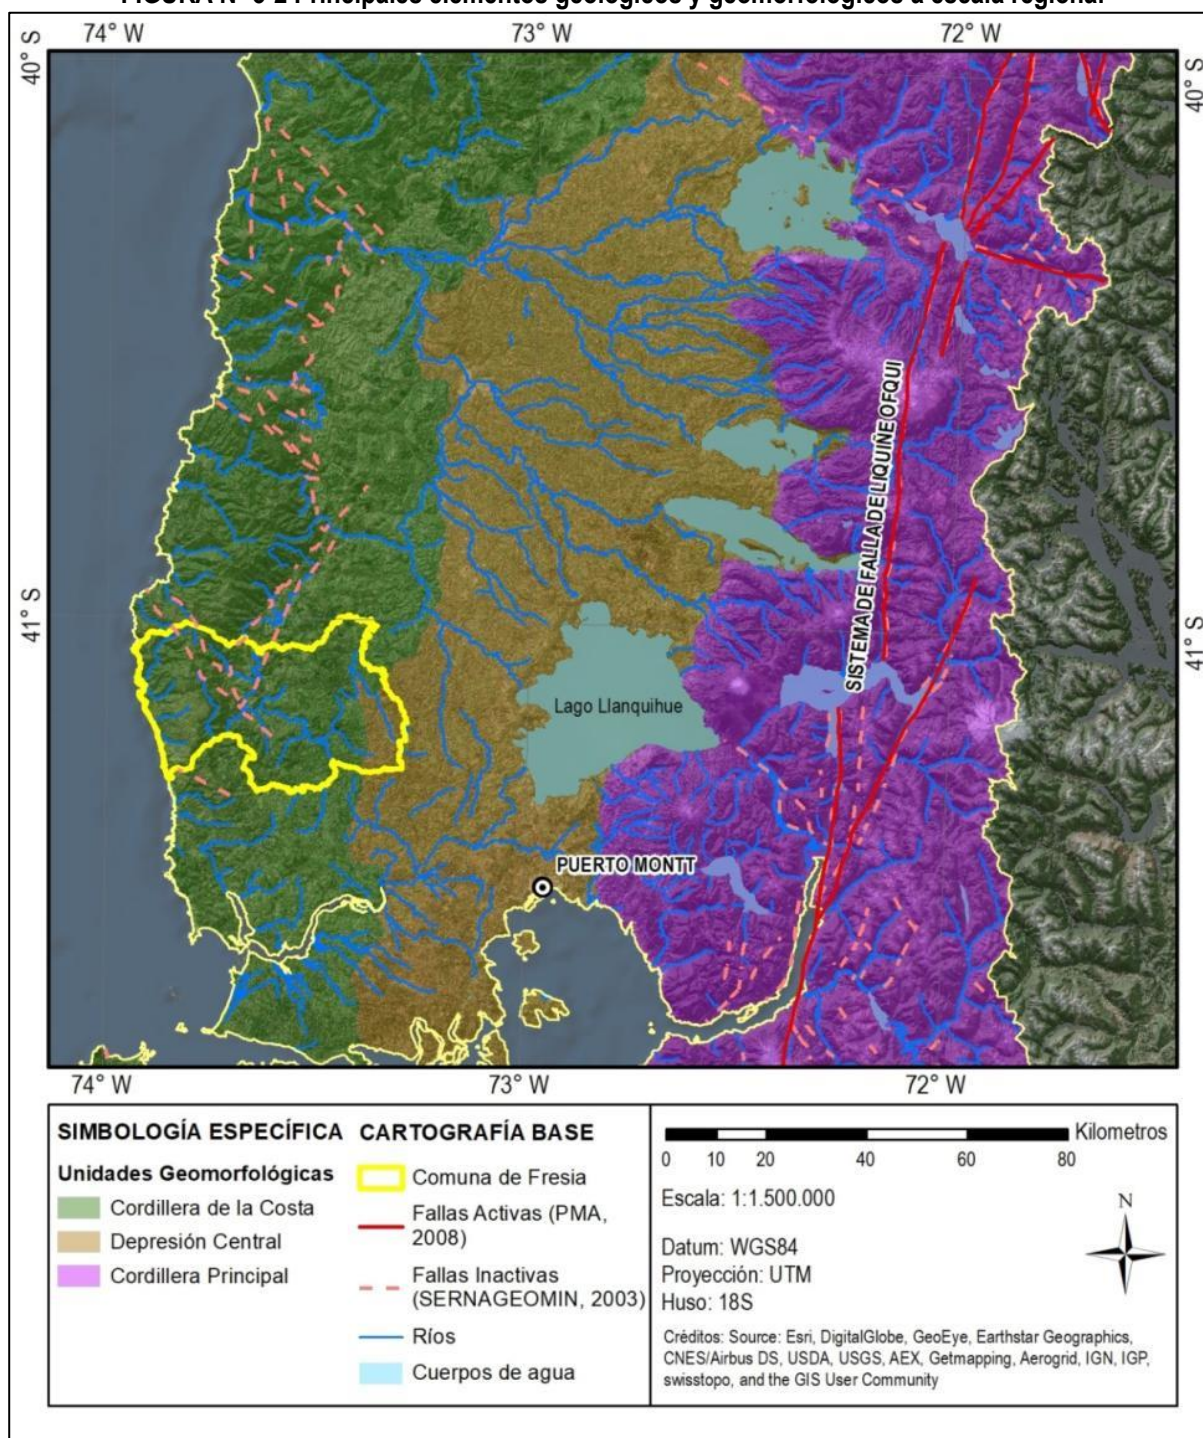 FIGURA N° 3-2 Principales elementos geológicos y geomorfológicos a escala regional
74° W
73° W
72° W
40° S
40° S
SISTEMA DE FALLA DE LIQUIÑE OFQUI
41° S
41° S
Lago Llanquihue
PUERTO MONTT
74° W
73° W
72° W
SIMBOLOGÍA ESPECÍFICA
Unidades Geomorfológicas
Cordillera de la Costa
Depresión Central
Cordillera Principal
CARTOGRAFÍA BASE
Comuna de Fresia
Fallas Activas (PMA,
2008)
Fallas Inactivas
(SERNAGEOMIN, 2003)
Ríos
Cuerpos de agua
Kilometros
0 10 20 40 60 80
Escala: 1:1.500.000
N
Datum: WGS84
Proyección: UTM
Huso: 18S
Créditos: Source: Esri, DigitalGlobe, GeoEye, Earthstar Geographics,
CNES/Airbus DS, USDA, USGS, AEX, Getmapping, Aerogrid, IGN, IGP,
swisstopo, and the GIS User Community